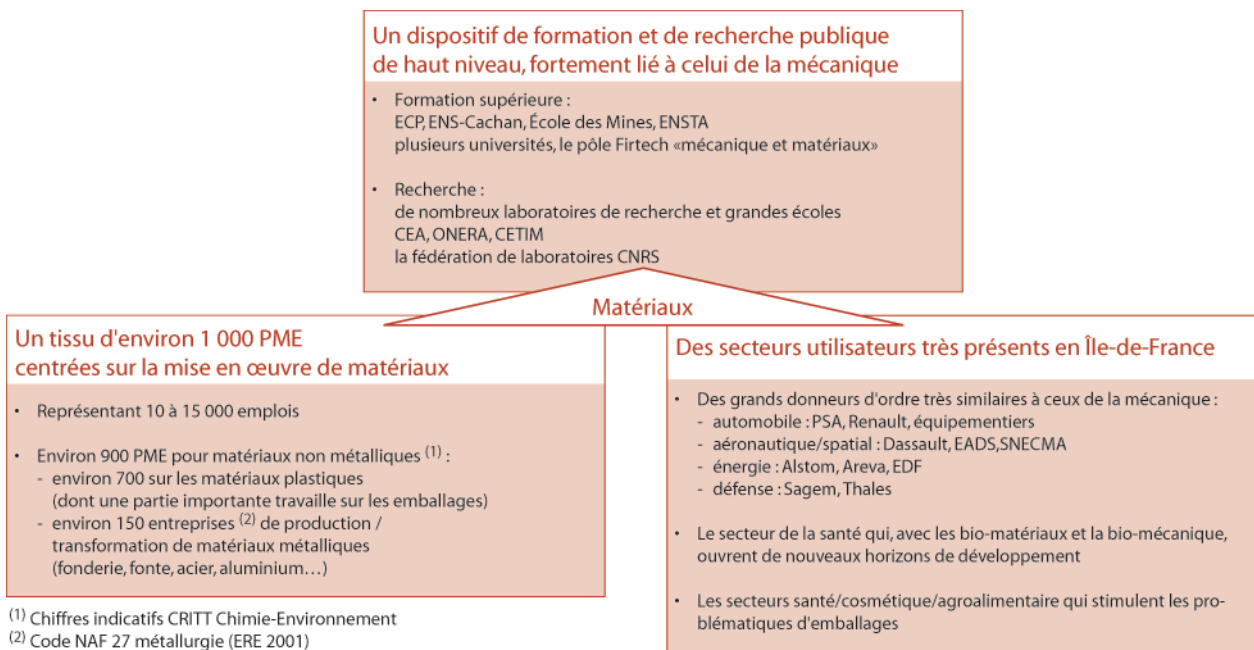 Un dispositif de formation et de recherche publique
de haut niveau, fortement lié à celui de la mécanique
• Formation supérieure :
ECP, ENS-Cachan, École des Mines, ENSTA
plusieurs universités, le pôle Firtech «mécanique et matériaux»
• Recherche :
de nombreux laboratoires de recherche et grandes écoles
CEA, ONERA, CETIM
la fédération de laboratoires CNRS
Matériaux
Un tissu d'environ 1 000 PME
centrées sur la mise en œuvre de matériaux
• Représentant 10 à 15 000 emplois
• Environ 900 PME pour matériaux non métalliques (1) :
- environ 700 sur les matériaux plastiques
(dont une partie importante travaille sur les emballages)
- environ 150 entreprises (2) de production /
transformation de matériaux métalliques
(fonderie, fonte, acier, aluminium…)
(1) Chiffres indicatifs CRITT Chimie-Environnement
(2) Code NAF 27 métallurgie (ERE 2001)
Des secteurs utilisateurs très présents en Île-de-France
• Des grands donneurs d'ordre très similaires à ceux de la mécanique :
- automobile : PSA, Renault, équipementiers
- aéronautique/spatial : Dassault, EADS,SNECMA
- énergie : Alstom, Areva, EDF
- défense : Sagem, Thales
• Le secteur de la santé qui, avec les bio-matériaux et la bio-mécanique,
ouvrent de nouveaux horizons de développement
• Les secteurs santé/cosmétique/agroalimentaire qui stimulent les pro-
blématiques d'emballages